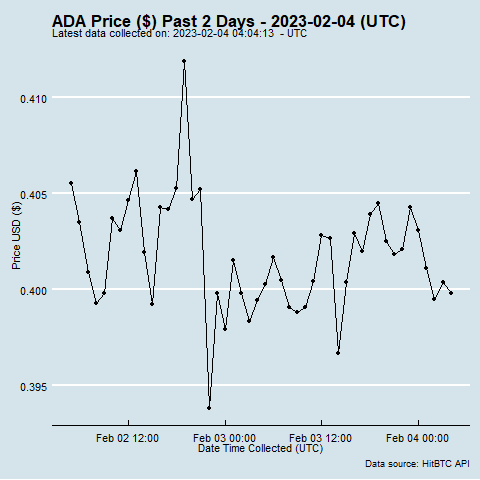 ADA Price ($) Past 2 Days - 2023-02-04 (UTC)
Latest data collected on: 2023-02-04 04:04:13 - UTC
0.410
0.405
0.400
0.395
Price USD ($)
Feb 02 12:00 Feb 03 00:00 Feb 03 12:00 Feb 04 00:00
Date Time Collected (UTC)
Data source: HitBTC API